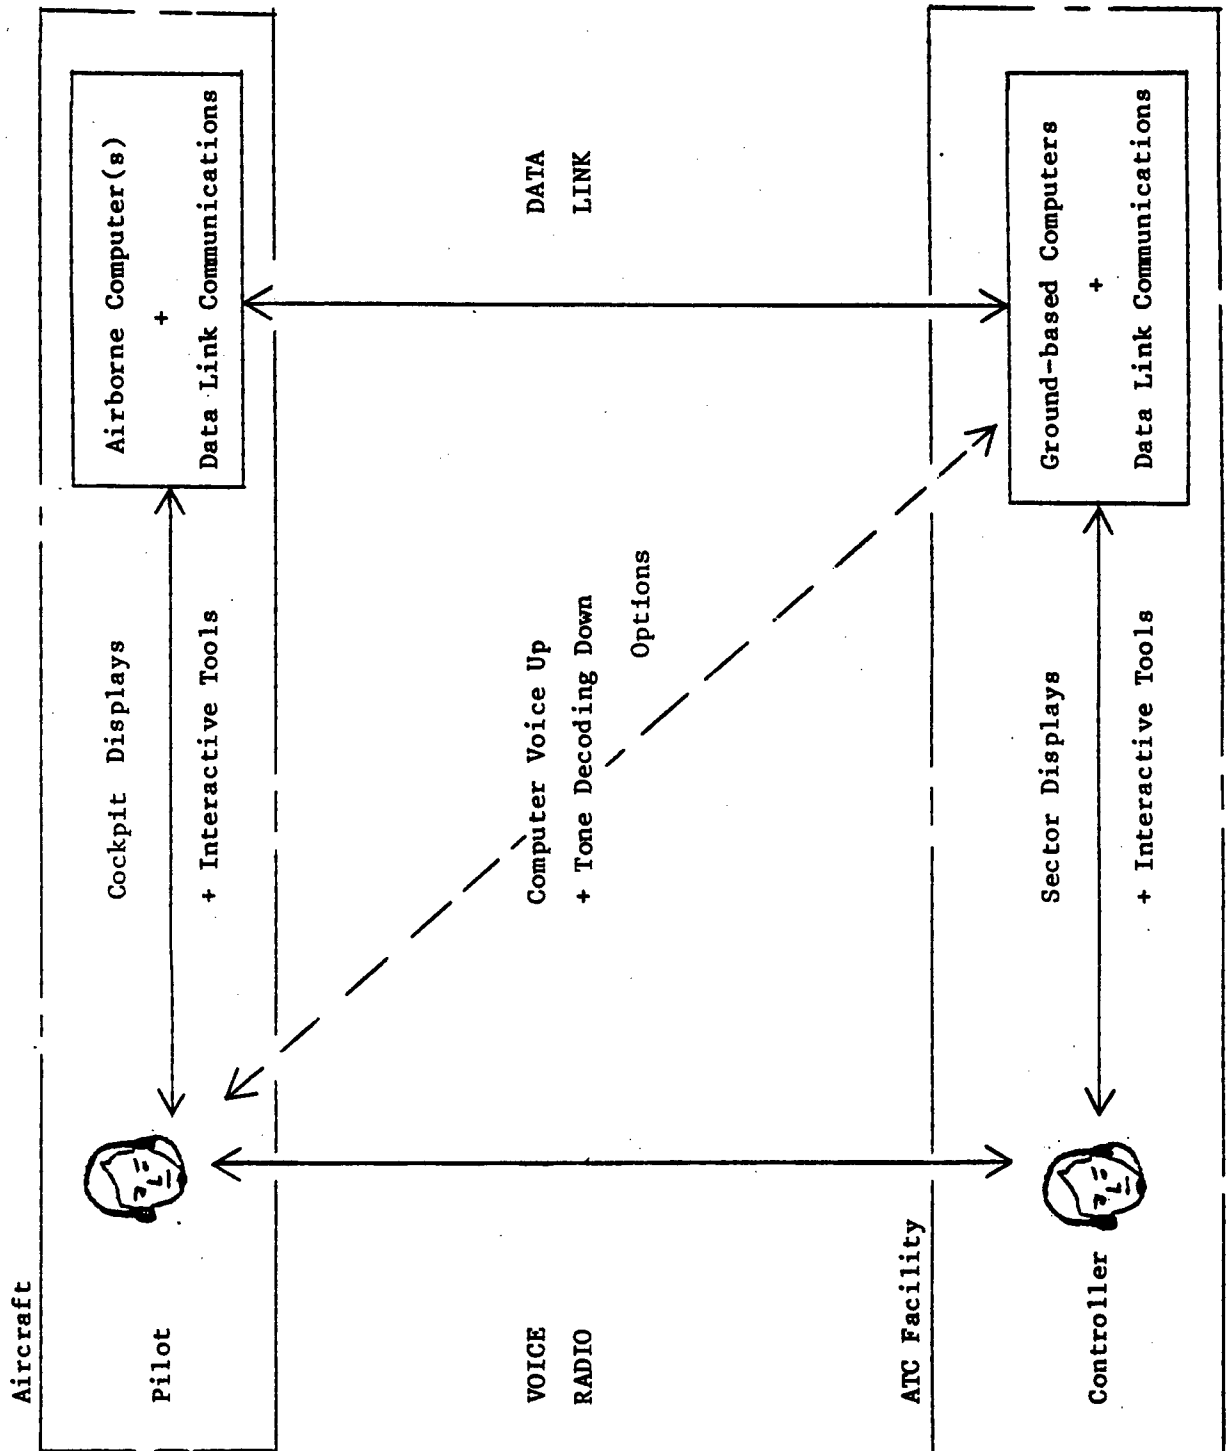 Aircraft
Pilot
Cockpit Displays
+ Interactive Tools
Airborne Computer(s)
+
Data Link Communications
VOICE
RADIO
Computer Voice Up
+ Tone Decoding Down
Options
DATA
LINK
ATC Facility
Controller
Sector Displays
+ Interactive Tools
Ground-based Computers
+
Data Link Communications